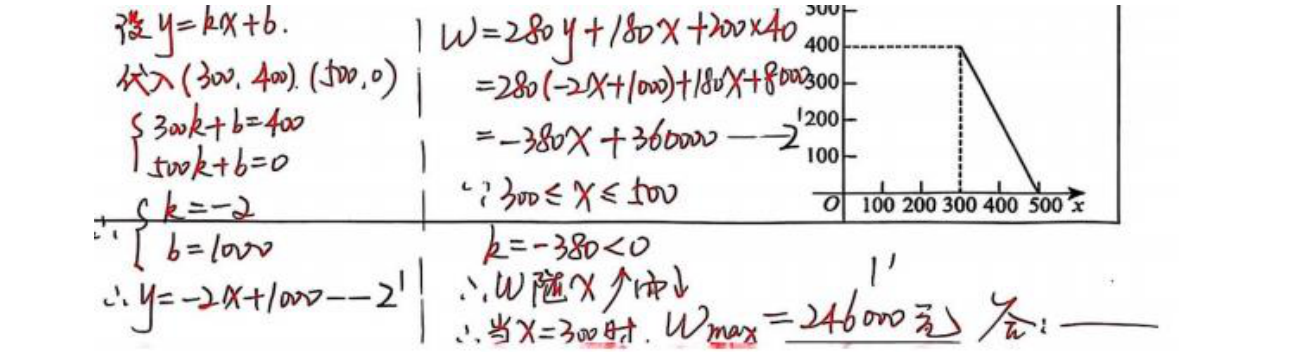 设 y=kx+b.
代入(300,400).(500,0)
{300k+b=400
500k+b=0
∴{k=-2
b=1000
∴y=-2x+1000--2'
W=280y+180x+200×40
=280(-2x+1000)+180x+8000
=-380x+360000——2'
∵300≤x≤500
k=-380<0
∴W随x↑而↓
∴当x=300时.Wmax=246000元 答:——
1'
500
400
300
200
100
O 100 200 300 400 500 x